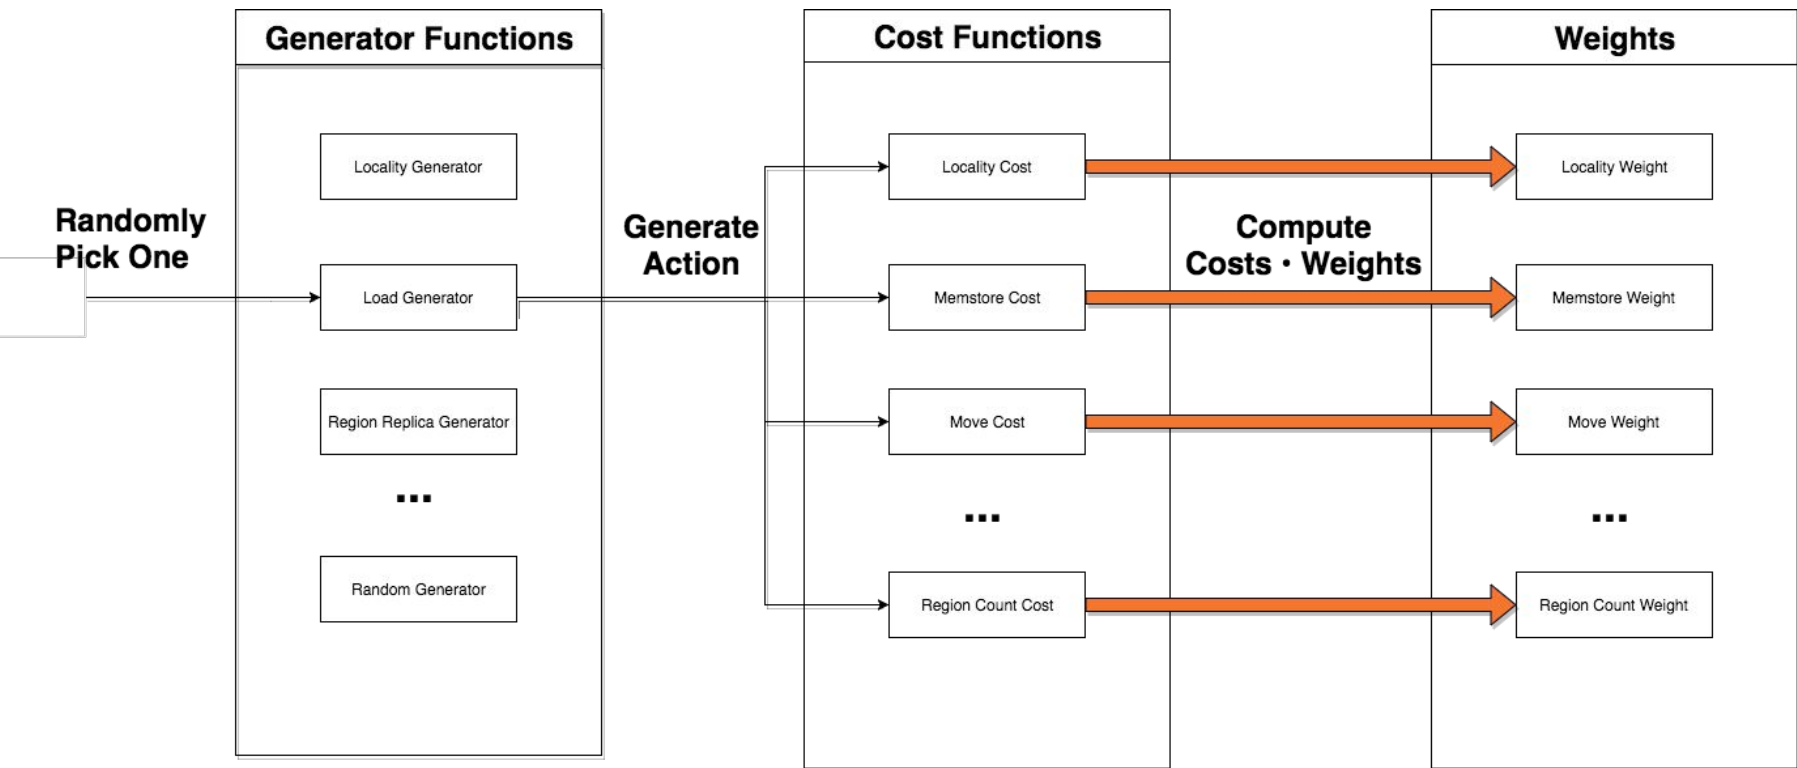 Generator Functions
Cost Functions
Weights
Locality Generator
Locality Cost
Locality Weight
Randomly
Pick One
Generate
Action
Compute
Costs · Weights
Load Generator
Memstore Cost
Memstore Weight
Region Replica Generator
Move Cost
Move Weight
...
...
...
Random Generator
Region Count Cost
Region Count Weight